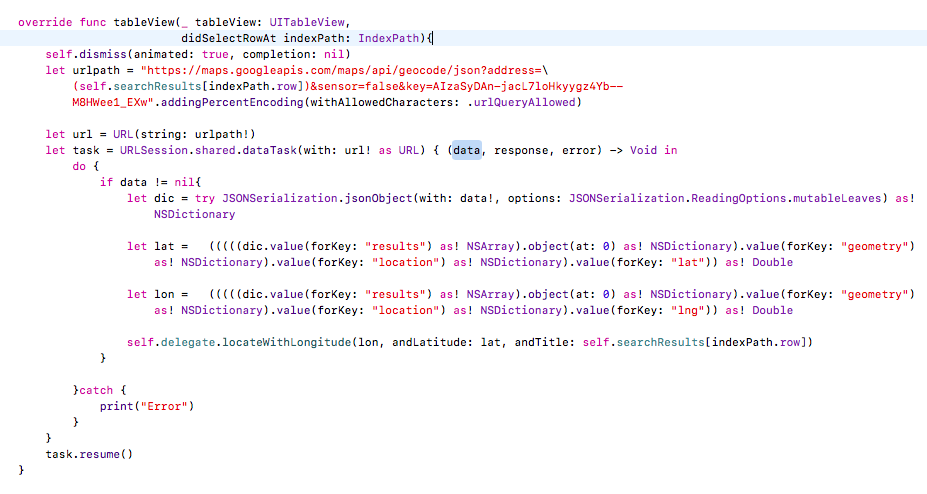 override func tableView(_ tableView: UITableView,
didSelectRowAt indexPath: IndexPath){
self.dismiss(animated: true, completion: nil)
let urlpath = "https://maps.googleapis.com/maps/api/geocode/json?address=\
(self.searchResults[indexPath.row])&sensor=false&key=AIzaSyDAn-jacL7loHkyygz4Yb--
M8HWee1_EXw".addingPercentEncoding(withAllowedCharacters: .urlQueryAllowed)
let url = URL(string: urlpath!)
let task = URLSession.shared.dataTask(with: url! as URL) { (data, response, error) -> Void in
do {
if data != nil{
let dic = try JSONSerialization.jsonObject(with: data!, options: JSONSerialization.ReadingOptions.mutableLeaves) as!
NSDictionary
let lat =   (((((dic.value(forKey: "results") as! NSArray).object(at: 0) as! NSDictionary).value(forKey: "geometry")
as! NSDictionary).value(forKey: "location") as! NSDictionary).value(forKey: "lat")) as! Double
let lon =   (((((dic.value(forKey: "results") as! NSArray).object(at: 0) as! NSDictionary).value(forKey: "geometry")
as! NSDictionary).value(forKey: "location") as! NSDictionary).value(forKey: "lng")) as! Double
self.delegate.locateWithLongitude(lon, andLatitude: lat, andTitle: self.searchResults[indexPath.row])
}
}catch {
print("Error")
}
}
task.resume()
}